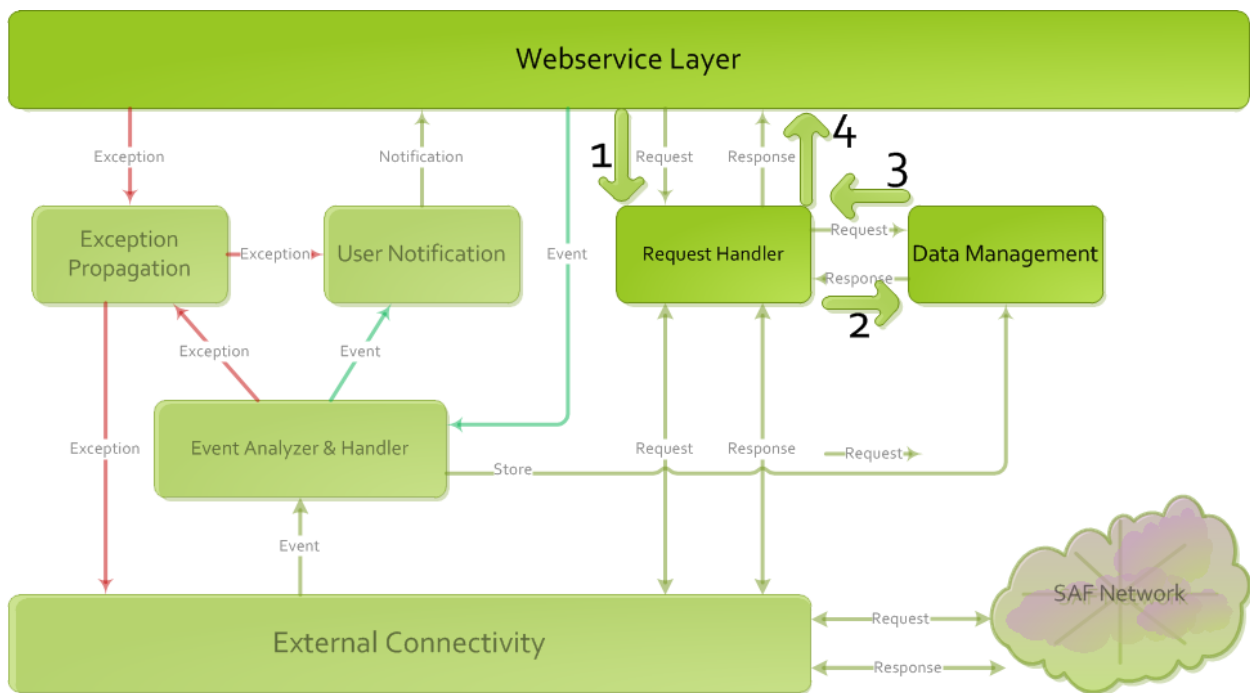 Webservice Layer
4
1
Exception
Notification
Request
Response
3
Exception
Propagation
Exception
User Notification
Event
Request Handler
Request
Data Management
Response
2
Exception
Event
Exception
Event Analyzer & Handler
Request
Response
Request
Store
Event
SAF Network
Request
External Connectivity
Response